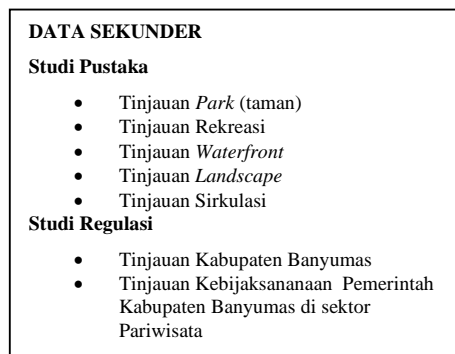 DATA SEKUNDER
Studi Pustaka
• Tinjauan Park (taman)
• Tinjauan Rekreasi
• Tinjauan Waterfront
• Tinjauan Landscape
• Tinjauan Sirkulasi
Studi Regulasi
• Tinjauan Kabupaten Banyumas
• Tinjauan Kebijaksananaan Pemerintah
Kabupaten Banyumas di sektor
Pariwisata